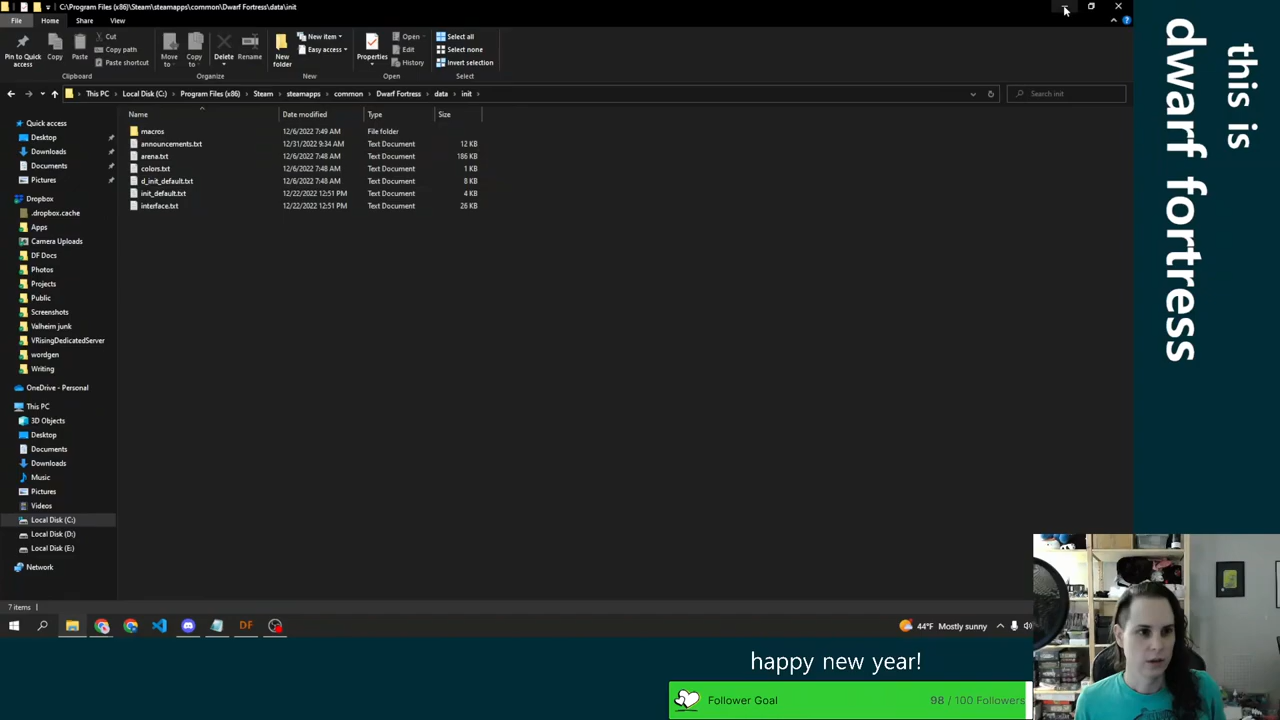 C:\Program Files (x86)\Steam\steamapps\common\Dwarf Fortress\data\init
File Home Share View
Pin to Quick access
Copy
Paste
Cut
Copy path
Paste shortcut
Clipboard
Move to
Copy to
Delete
Rename
Organize
New folder
New item
Easy access
New
Properties
Open
Edit
History
Open
Select all
Select none
Invert selection
Select
This PC Local Disk (C:) Program Files (x86) Steam steamapps common Dwarf Fortress data init
Search init
Name Date modified Type Size
macros 12/6/2022 7:49 AM File folder
announcements.txt 12/31/2022 9:34 AM Text Document 12 KB
arena.txt 12/6/2022 7:48 AM Text Document 186 KB
colors.txt 12/6/2022 7:48 AM Text Document 1 KB
d_init_default.txt 12/6/2022 7:48 AM Text Document 8 KB
init_default.txt 12/22/2022 12:51 PM Text Document 4 KB
interface.txt 12/22/2022 12:51 PM Text Document 26 KB
Quick access
Desktop
Downloads
Documents
Pictures
Dropbox
.dropbox.cache
Apps
Camera Uploads
DF Docs
Photos
Projects
Public
Screenshots
Valheim junk
VRisingDedicatedServer
wordgen
Writing
OneDrive - Personal
This PC
3D Objects
Desktop
Documents
Downloads
Music
Pictures
Videos
Local Disk (C:)
Local Disk (D:)
Local Disk (E:)
Network
7 items
DF
44°F Mostly sunny
this is
dwarf fortress
happy new year!
Follower Goal 98 / 100 Followers